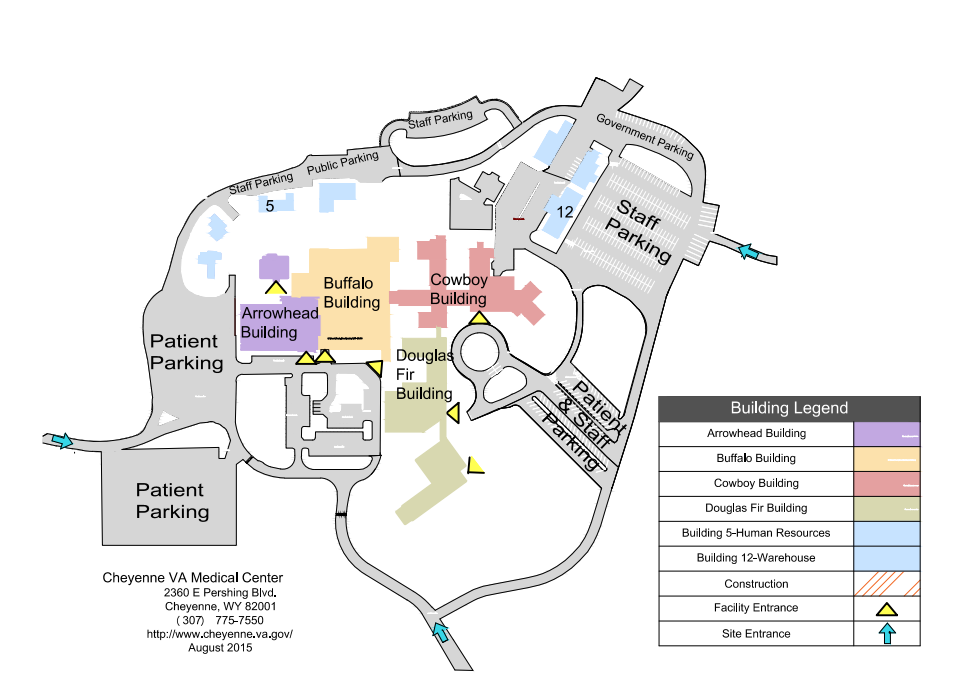 Staff Parking
Government Parking
Public Parking
Staff Parking
5
12
Staff
Parking
Buffalo
Building
Cowboy
Building
Arrowhead
Building
Patient
Parking
Douglas
Fir
Building
Patient
& Staff
Parking
Patient
Parking
Building Legend
Arrowhead Building
Buffalo Building
Cowboy Building
Douglas Fir Building
Building 5-Human Resources
Building 12-Warehouse
Construction
Facility Entrance
Site Entrance
Cheyenne VA Medical Center
2360 E Pershing Blvd.
Cheyenne, WY 82001
(307) 775-7550
http://www.cheyenne.va.gov/
August 2015